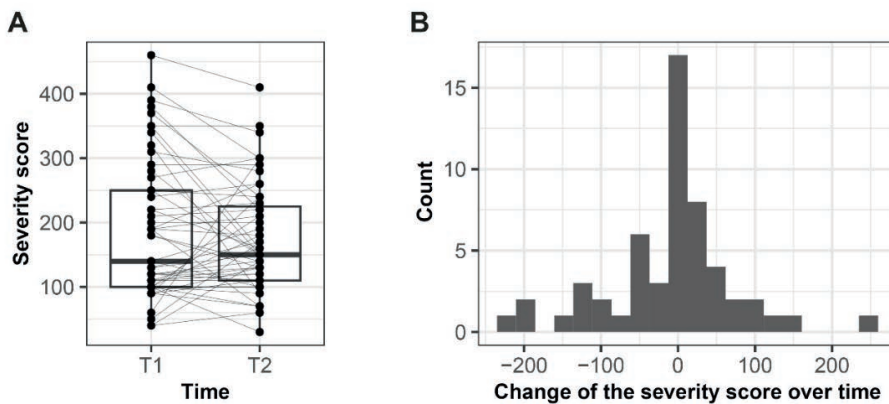 A
Severity score
400
300
200
100
T1 T2
Time
B
Count
15
10
5
0
−200 −100 0 100 200
Change of the severity score over time